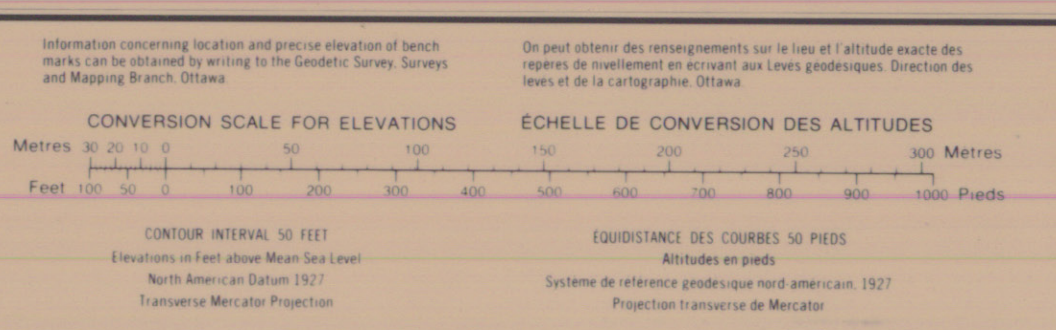 Information concerning location and precise elevation of bench
marks can be obtained by writing to the Geodetic Survey, Surveys
and Mapping Branch, Ottawa
On peut obtenir des renseignements sur le lieu et l'altitude exacte des
repères de nivellement en écrivant aux Levés géodésiques, Direction des
levés et de la cartographie, Ottawa
CONVERSION SCALE FOR ELEVATIONS
ÉCHELLE DE CONVERSION DES ALTITUDES
Metres 30 20 10 0 50 100 150 200 250 300 Metres
Feet 100 50 0 100 200 300 400 500 600 700 800 900 1000 Pieds
CONTOUR INTERVAL 50 FEET
Elevations in Feet above Mean Sea Level
North American Datum 1927
Transverse Mercator Projection
ÉQUIDISTANCE DES COURBES 50 PIEDS
Altitudes en pieds
Système de référence géodésique nord-américain, 1927
Projection transverse de Mercator